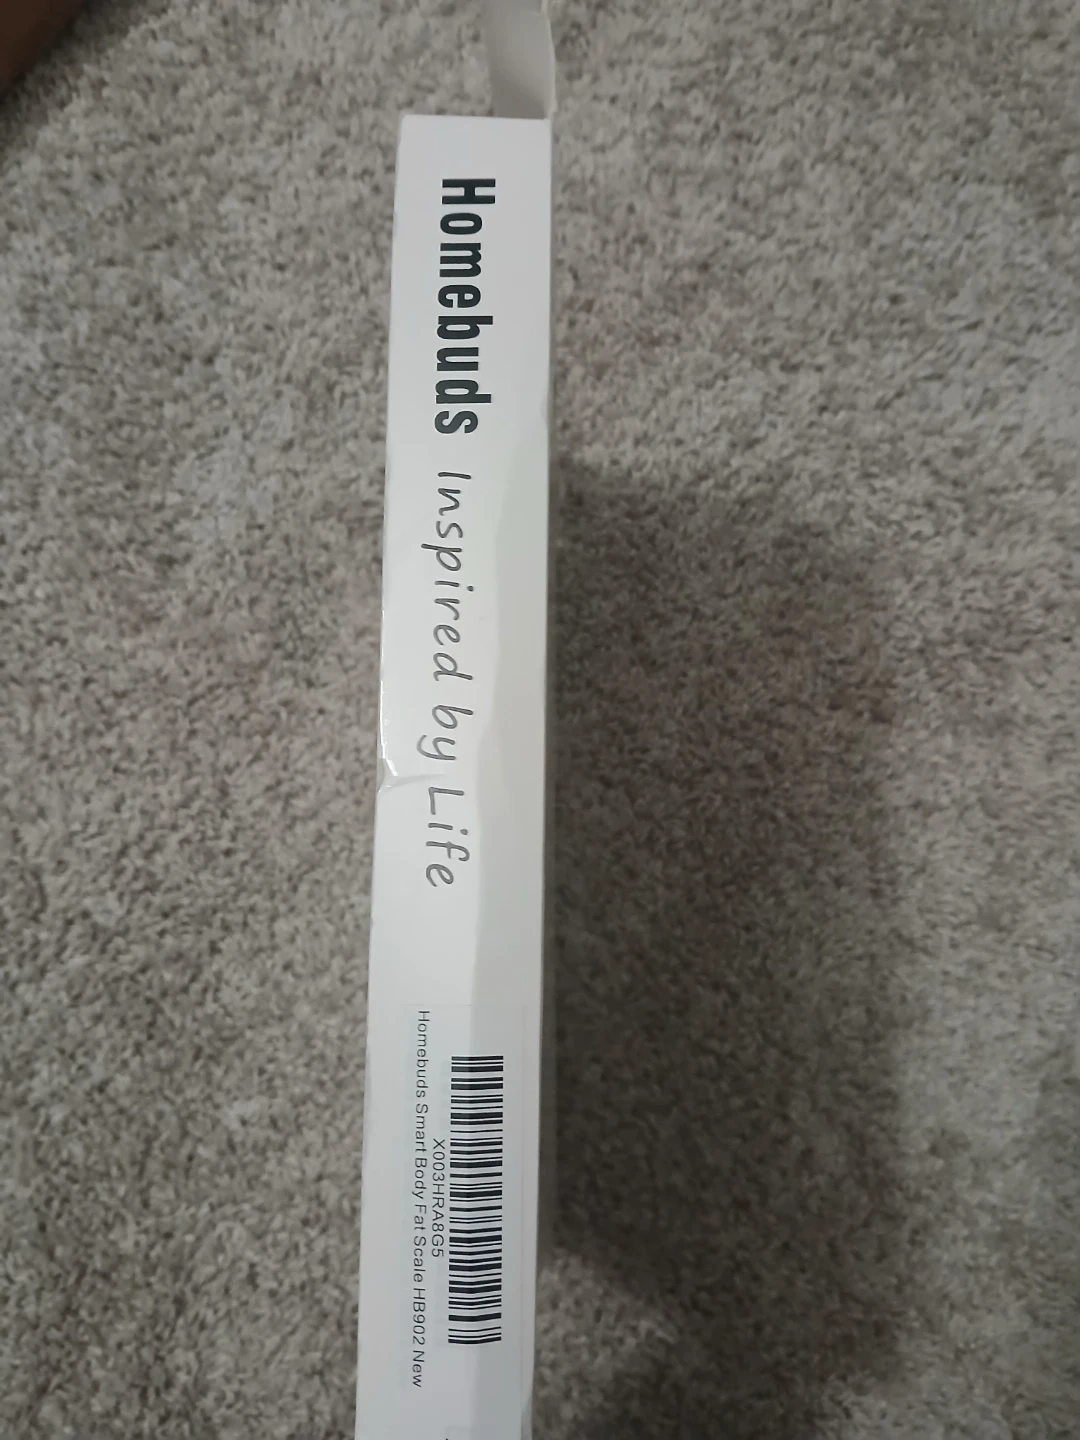 Homebuds Inspired by Life
X003HRA8G5
Homebuds Smart Body Fat Scale HB902 New